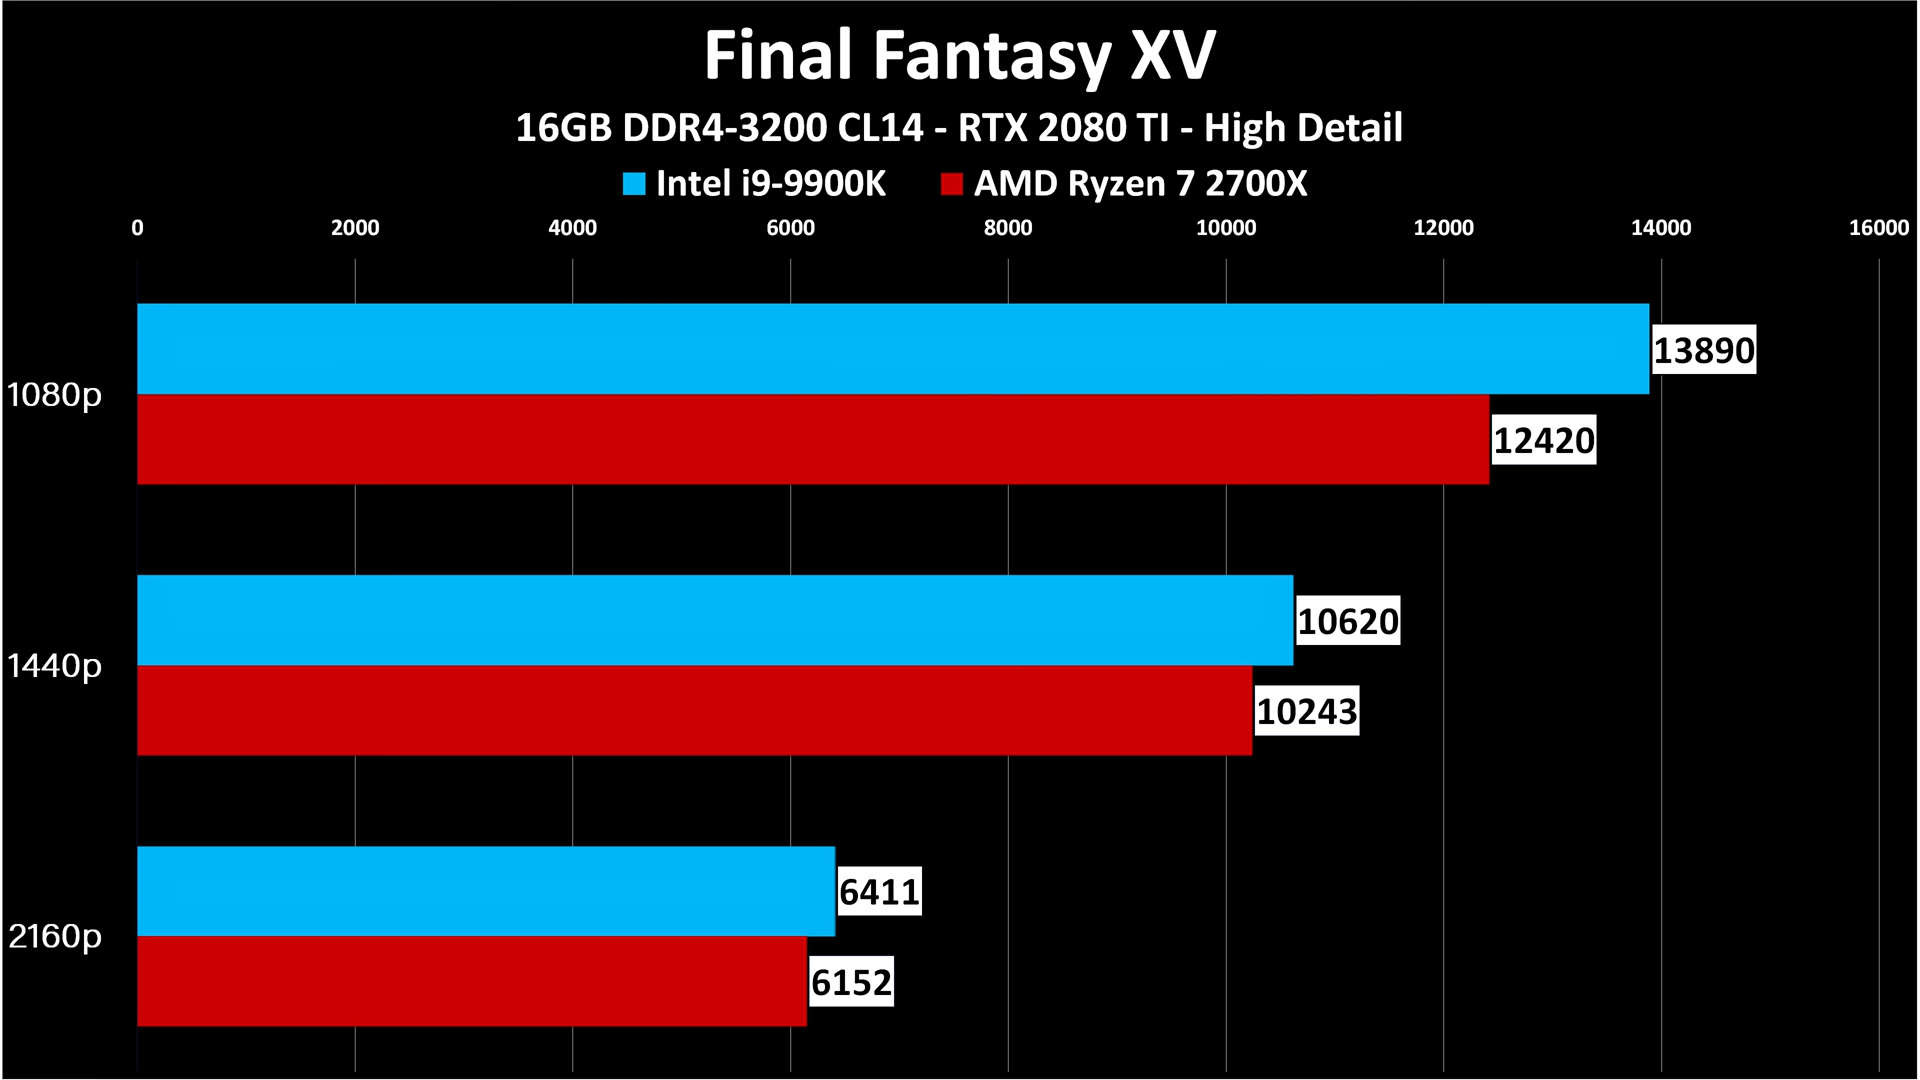 Final Fantasy XV
16GB DDR4-3200 CL14 - RTX 2080 TI - High Detail
Intel i9-9900K AMD Ryzen 7 2700X
0 2000 4000 6000 8000 10000 12000 14000 16000
13890
1080p
12420
10620
1440p
10243
6411
2160p
6152